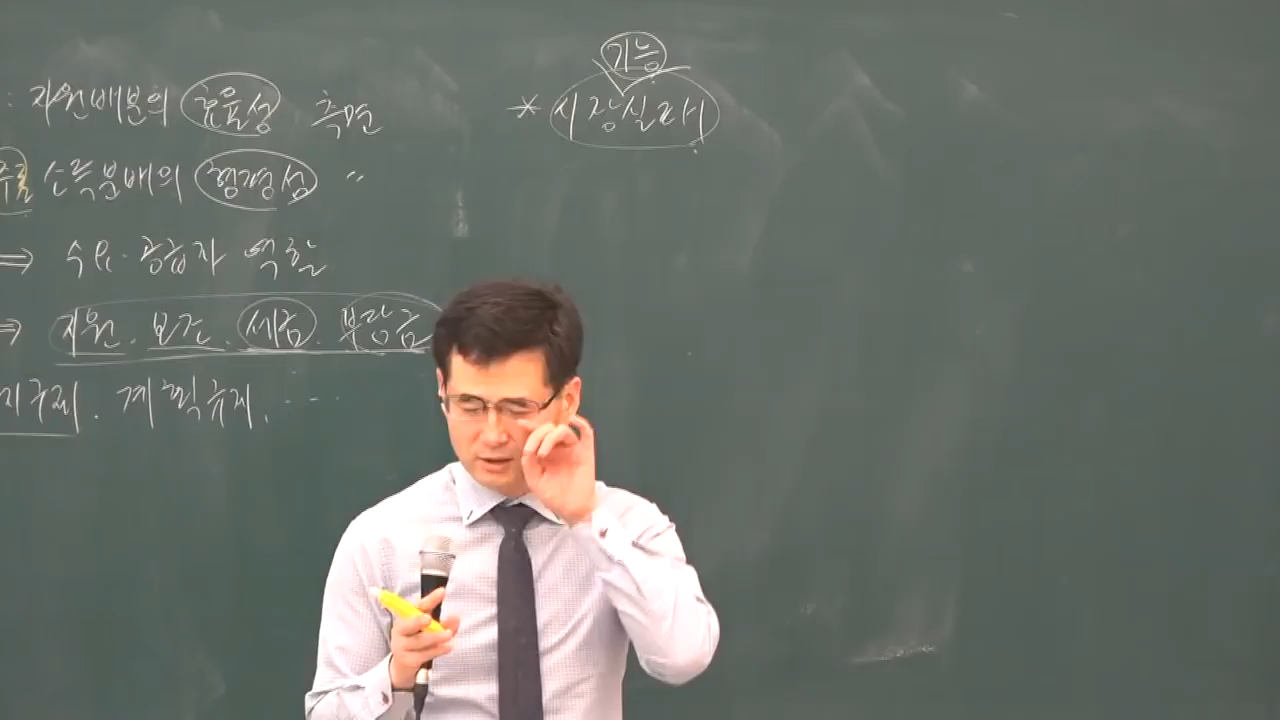 : 자원배분의 효율성 측면
소득분배의 형평성 〃
⇒ 수요·공급자 역할
⇒ 지원. 보조. 세금. 부담금
지규제. 계획규제. ·····
기능
* 시장실패